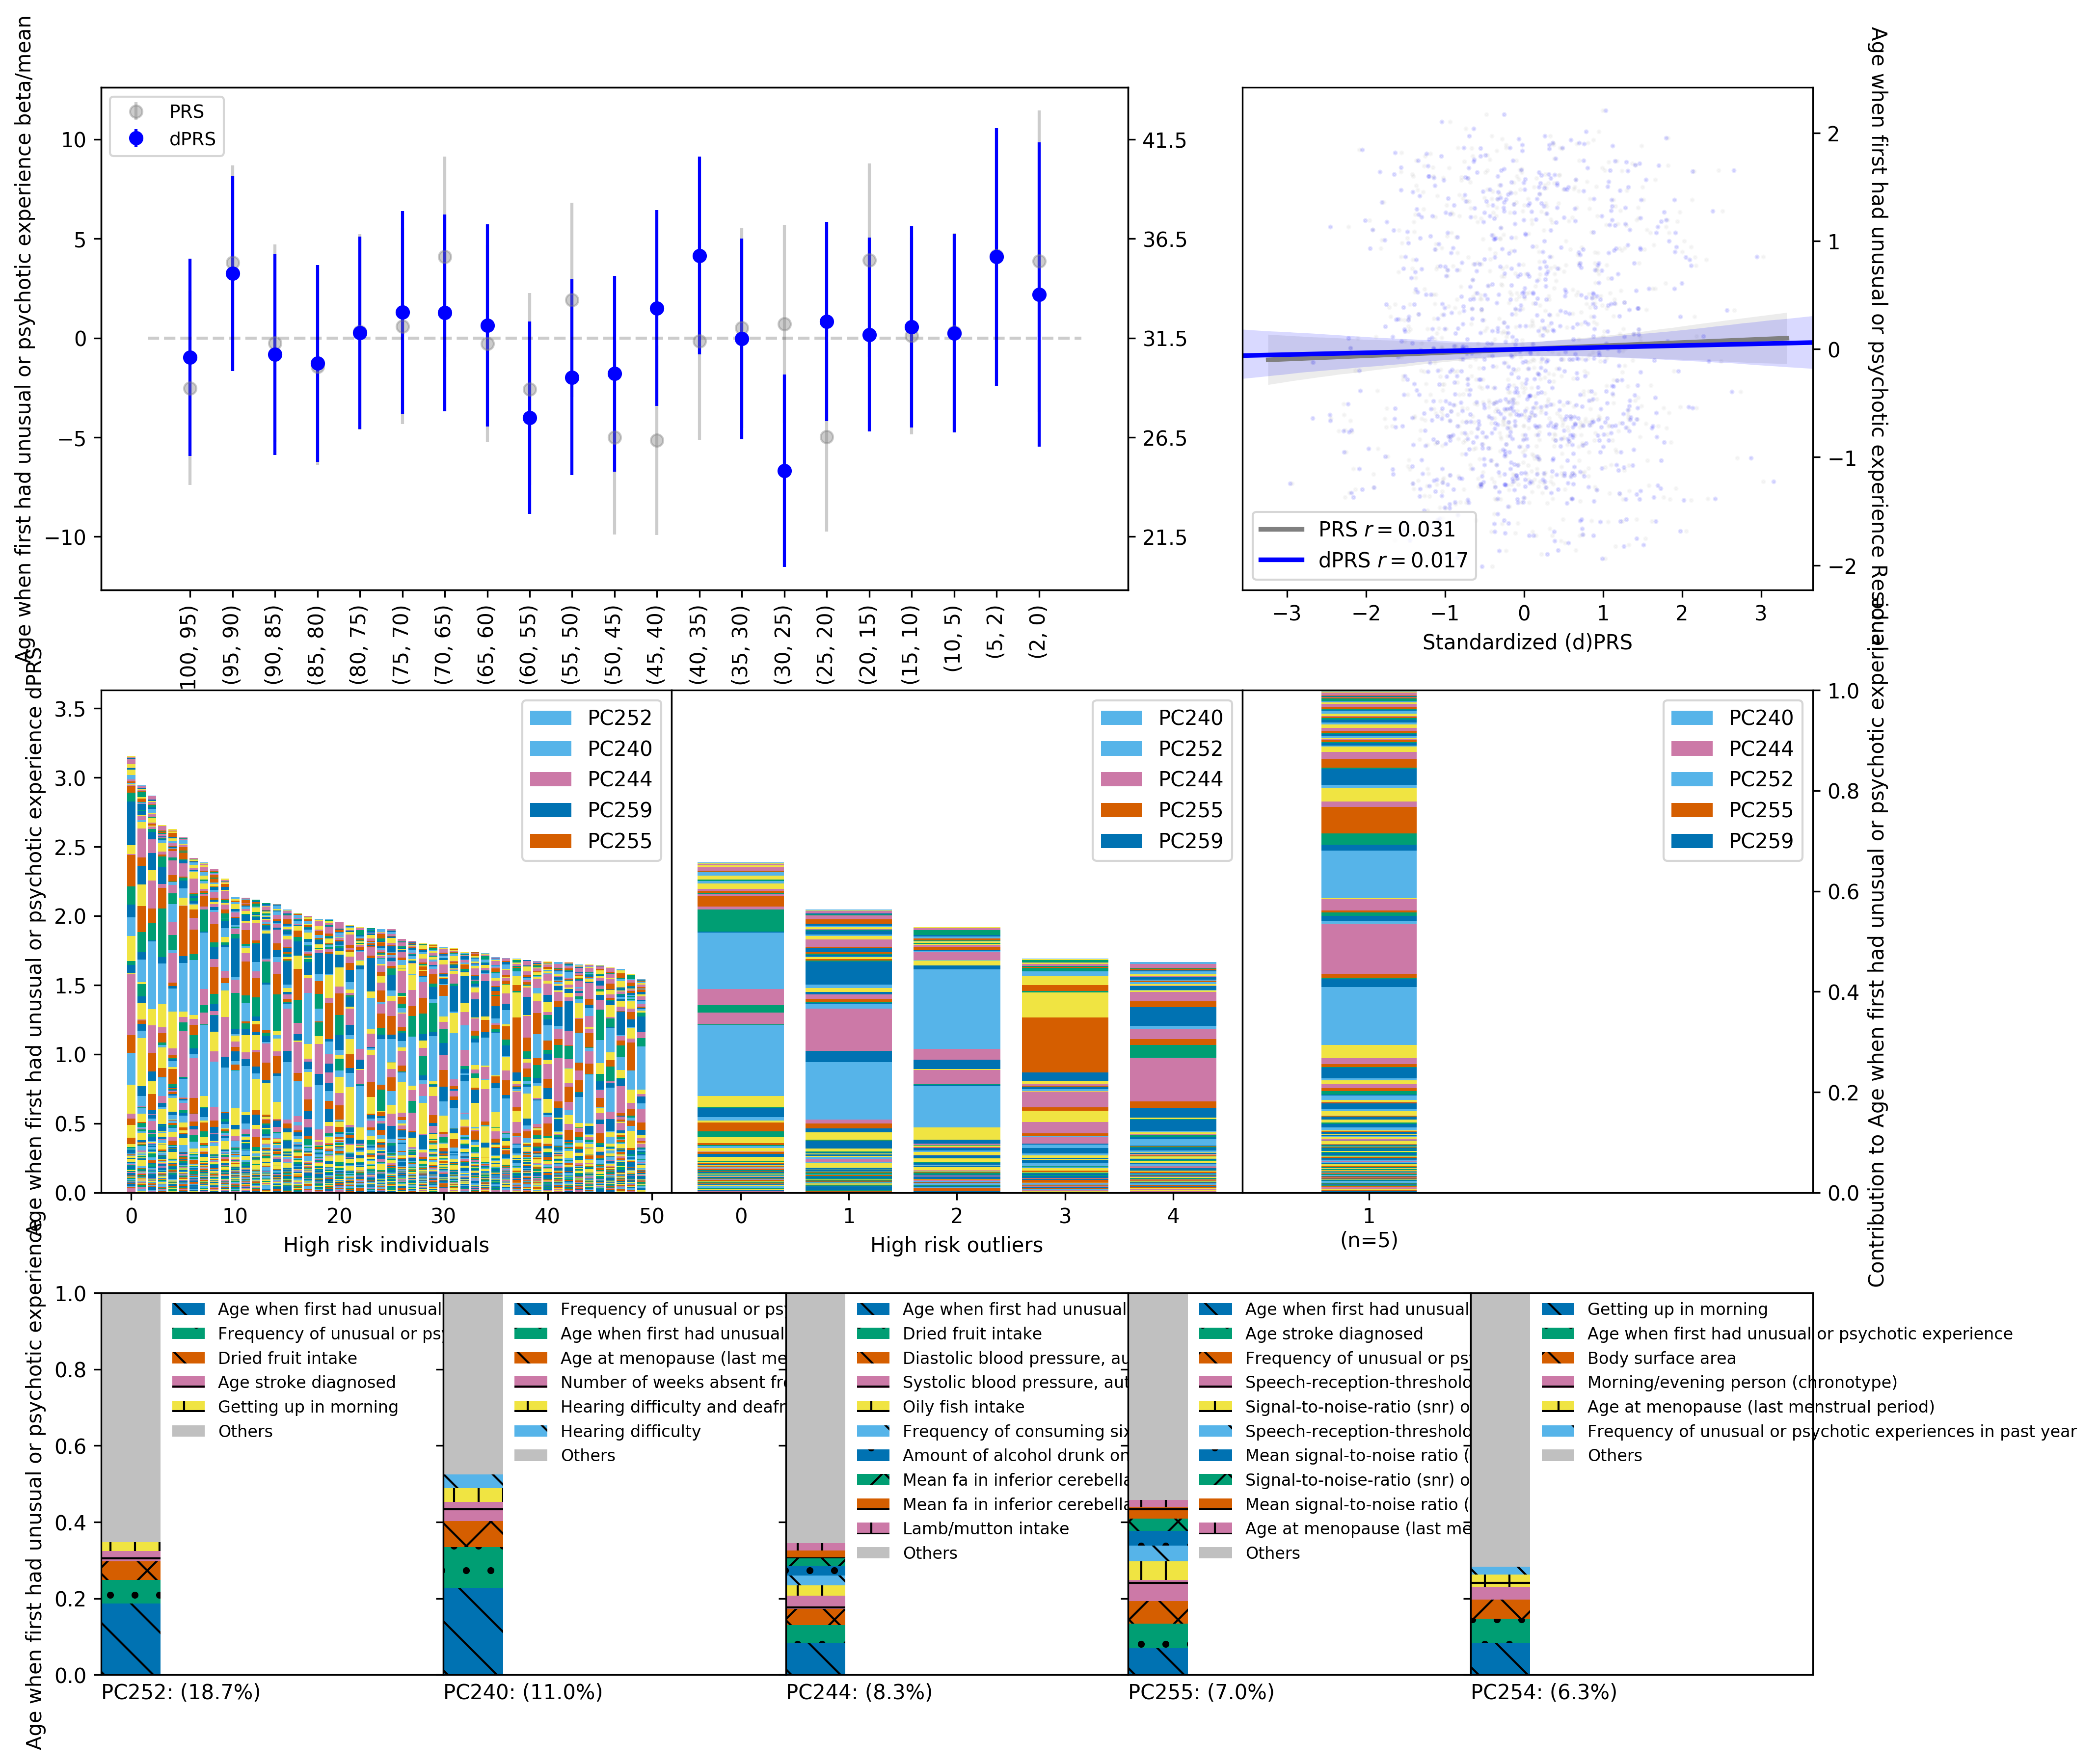 Age when first had unusual or psychotic experience beta/mean
PRS
dPRS
10
5
0
−5
−10
41.5
36.5
31.5
26.5
21.5
100, 95)
(95, 90)
(90, 85)
(85, 80)
(80, 75)
(75, 70)
(70, 65)
(65, 60)
(60, 55)
(55, 50)
(50, 45)
(45, 40)
(40, 35)
(35, 30)
(30, 25)
(25, 20)
(20, 15)
(15, 10)
(10, 5)
(5, 2)
(2, 0)
Age when first had unusual or psychotic experience Residual
2
1
0
−1
−2
PRS r = 0.031
dPRS r = 0.017
−3
−2
−1
0
1
2
3
Standardized (d)PRS
Age when first had unusual or psychotic experience dPRS
3.5
3.0
2.5
2.0
1.5
1.0
0.5
0.0
PC252
PC240
PC244
PC259
PC255
0
10
20
30
40
50
High risk individuals
PC240
PC252
PC244
PC255
PC259
0
1
2
3
4
High risk outliers
PC240
PC244
PC252
PC255
PC259
1
(n=5)
1.0
0.8
0.6
0.4
0.2
0.0
Contribution to Age when first had unusual or psychotic
Age when first had unusual or psychotic experience
1.0
0.8
0.6
0.4
0.2
0.0
Age when first had unusual
Frequency of unusual or ps
Dried fruit intake
Age stroke diagnosed
Getting up in morning
Others
PC252: (18.7%)
Frequency of unusual or ps
Age when first had unusual
Age at menopause (last me
Number of weeks absent fr
Hearing difficulty and deaf
Hearing difficulty
Others
PC240: (11.0%)
Age when first had unusual
Dried fruit intake
Diastolic blood pressure, au
Systolic blood pressure, aut
Oily fish intake
Frequency of consuming six
Amount of alcohol drunk on
Mean fa in inferior cerebella
Mean fa in inferior cerebella
Lamb/mutton intake
Others
PC244: (8.3%)
Age when first had unusual
Age stroke diagnosed
Frequency of unusual or ps
Speech-reception-threshold
Signal-to-noise-ratio (snr) o
Speech-reception-threshold
Mean signal-to-noise ratio (
Signal-to-noise-ratio (snr) o
Mean signal-to-noise ratio (
Age at menopause (last me
Others
PC255: (7.0%)
Getting up in morning
Age when first had unusual or psychotic experience
Body surface area
Morning/evening person (chronotype)
Age at menopause (last menstrual period)
Frequency of unusual or psychotic experiences in past year
Others
PC254: (6.3%)